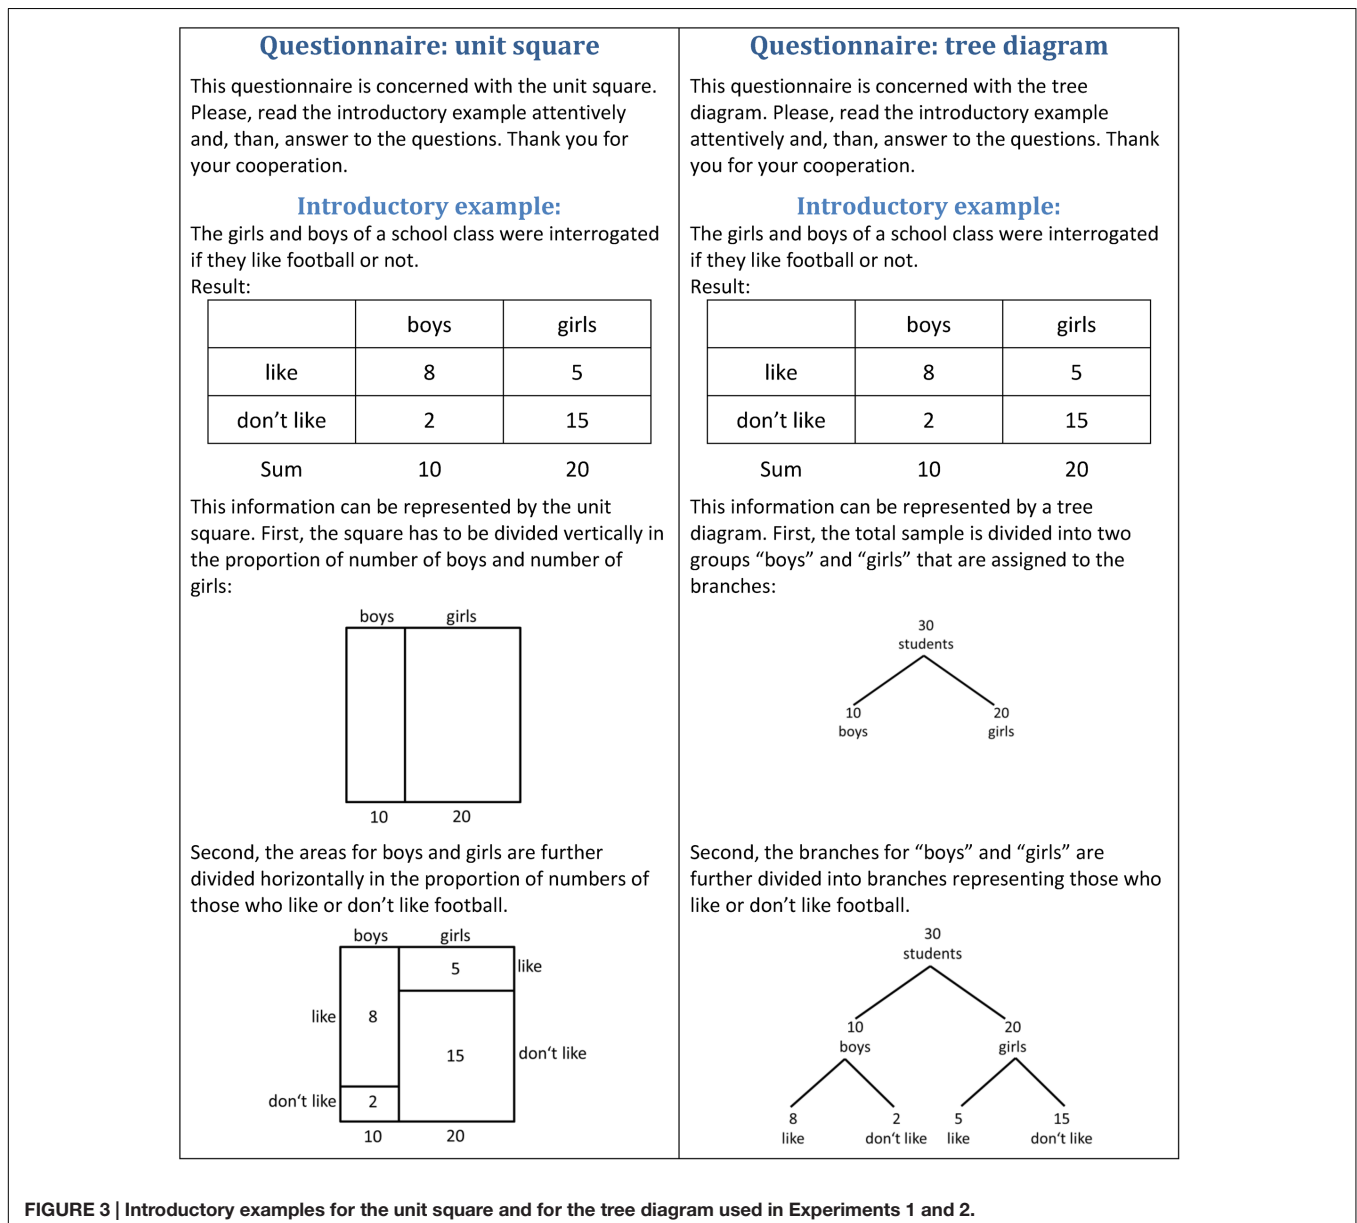 Questionnaire: unit square
This questionnaire is concerned with the unit square.
Please, read the introductory example attentively
and, than, answer to the questions. Thank you for
your cooperation.
Introductory example:
The girls and boys of a school class were interrogated
if they like football or not.
Result:
boys girls
like 8 5
don’t like 2 15
Sum 10 20
This information can be represented by the unit
square. First, the square has to be divided vertically in
the proportion of number of boys and number of
girls:
boys girls
10 20
Second, the areas for boys and girls are further
divided horizontally in the proportion of numbers of
those who like or don’t like football.
boys girls
5 like
like 8
15 don‘t like
don‘t like 2
10 20
Questionnaire: tree diagram
This questionnaire is concerned with the tree
diagram. Please, read the introductory example
attentively and, than, answer to the questions. Thank
you for your cooperation.
Introductory example:
The girls and boys of a school class were interrogated
if they like football or not.
Result:
boys girls
like 8 5
don’t like 2 15
Sum 10 20
This information can be represented by a tree
diagram. First, the total sample is divided into two
groups “boys” and “girls” that are assigned to the
branches:
30
students
10 20
boys girls
Second, the branches for “boys” and “girls” are
further divided into branches representing those who
like or don’t like football.
30
students
10 20
boys girls
8 2 5 15
like don‘t like like don‘t like
FIGURE 3 | Introductory examples for the unit square and for the tree diagram used in Experiments 1 and 2.